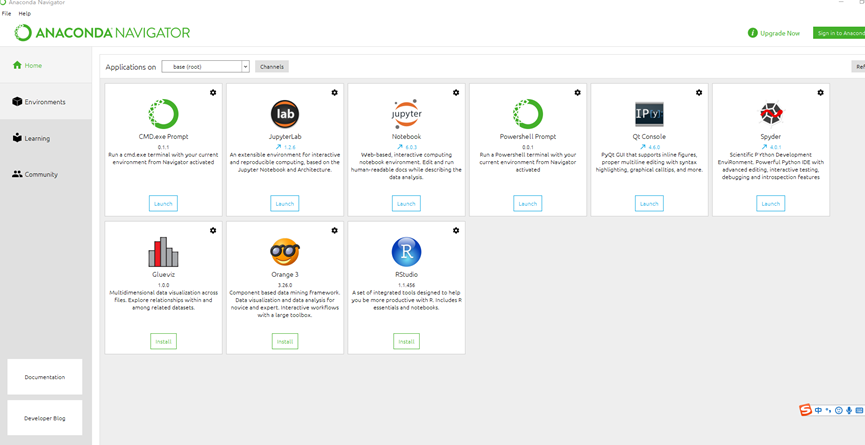 Anaconda Navigator
File Help
ANACONDA NAVIGATOR
Upgrade Now
Sign in to Anacond
Home
Environments
Learning
Community
Documentation
Developer Blog
Applications on base (root) Channels
Ref
CMD.exe Prompt
0.1.1
Run a cmd.exe terminal with your current
environment from Navigator activated
Launch
lab
JupyterLab
1.2.6
An extensible environment for interactive
and reproducible computing, based on the
Jupyter Notebook and Architecture.
Launch
jupyter
Notebook
6.0.3
Web-based, interactive computing
notebook environment. Edit and run
human-readable docs while describing the
data analysis.
Launch
Powershell Prompt
0.0.1
Run a Powershell terminal with your
current environment from Navigator
activated
Launch
IP[y]:
Qt Console
4.6.0
PyQt GUI that supports inline figures,
proper multiline editing with syntax
highlighting, graphical calltips, and more.
Launch
Spyder
4.0.1
Scientific PYthon Development
EnviRonment. Powerful Python IDE with
advanced editing, interactive testing,
debugging and introspection features
Launch
Glueviz
1.0.0
Multidimensional data visualization across
files. Explore relationships within and
among related datasets.
Install
Orange 3
3.26.0
Component based data mining framework.
Data visualization and data analysis for
novice and expert. Interactive workflows
with a large toolbox.
Install
R
RStudio
1.1.456
A set of integrated tools designed to help
you be more productive with R. Includes R
essentials and notebooks.
Install
S 中